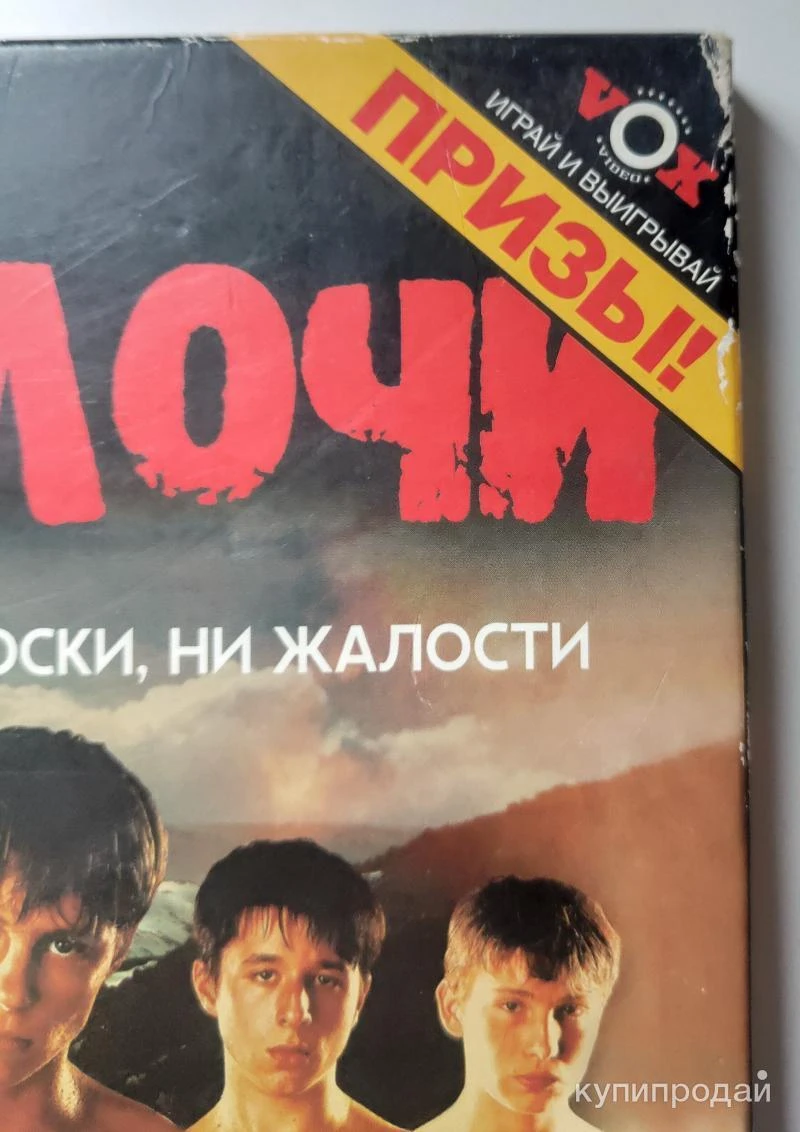 VOX
VIDEO
ИГРАЙ И ВЫИГРЫВАЙ
ПРИЗЫ!
ЛОЧИ
ОСКИ, НИ ЖАЛОСТИ
купипродай